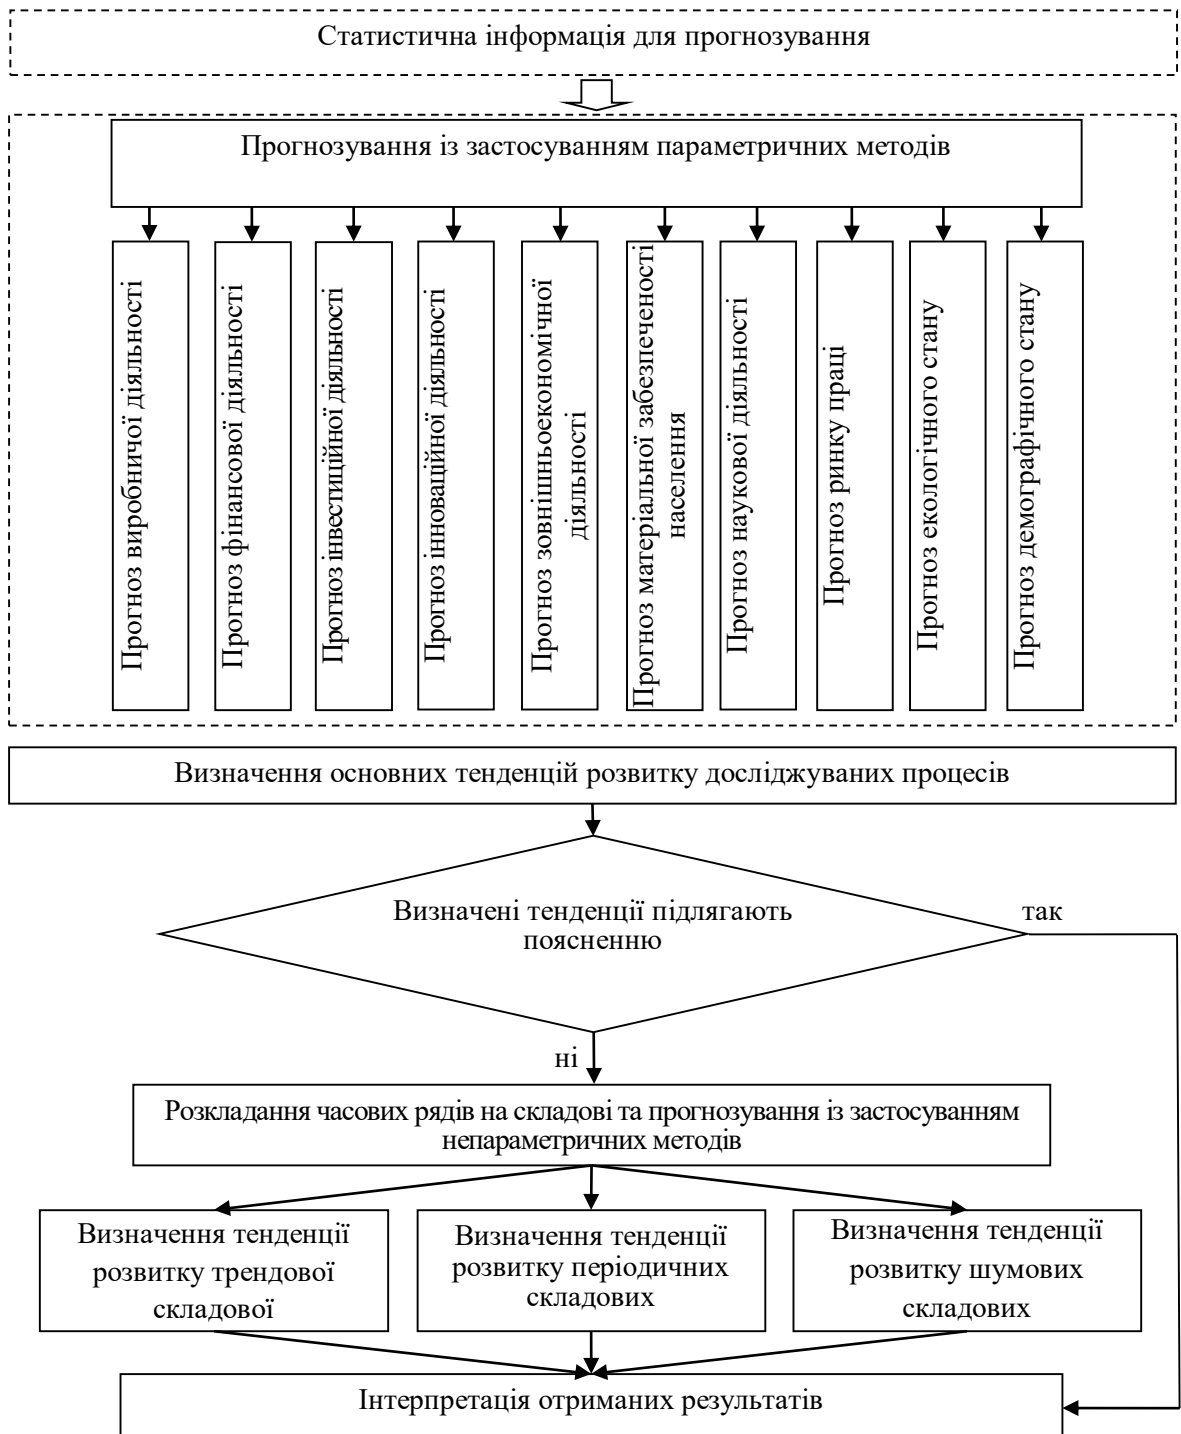 Статистична інформація для прогнозування
Прогнозування із застосуванням параметричних методів
Прогноз виробничої діяльності
Прогноз фінансової діяльності
Прогноз інвестиційної діяльності
Прогноз інноваційної діяльності
Прогноз зовнішньоекономічної
діяльності
Прогноз матеріальної забезпеченості
населення
Прогноз наукової діяльності
Прогноз ринку праці
Прогноз екологічного стану
Прогноз демографічного стану
Визначення основних тенденцій розвитку досліджуваних процесів
Визначені тенденції підлягають
поясненню
так
ні
Розкладання часових рядів на складові та прогнозування із застосуванням
непараметричних методів
Визначення тенденції
розвитку трендової
складової
Визначення тенденції
розвитку періодичних
складових
Визначення тенденції
розвитку шумових
складових
Інтерпретація отриманих результатів